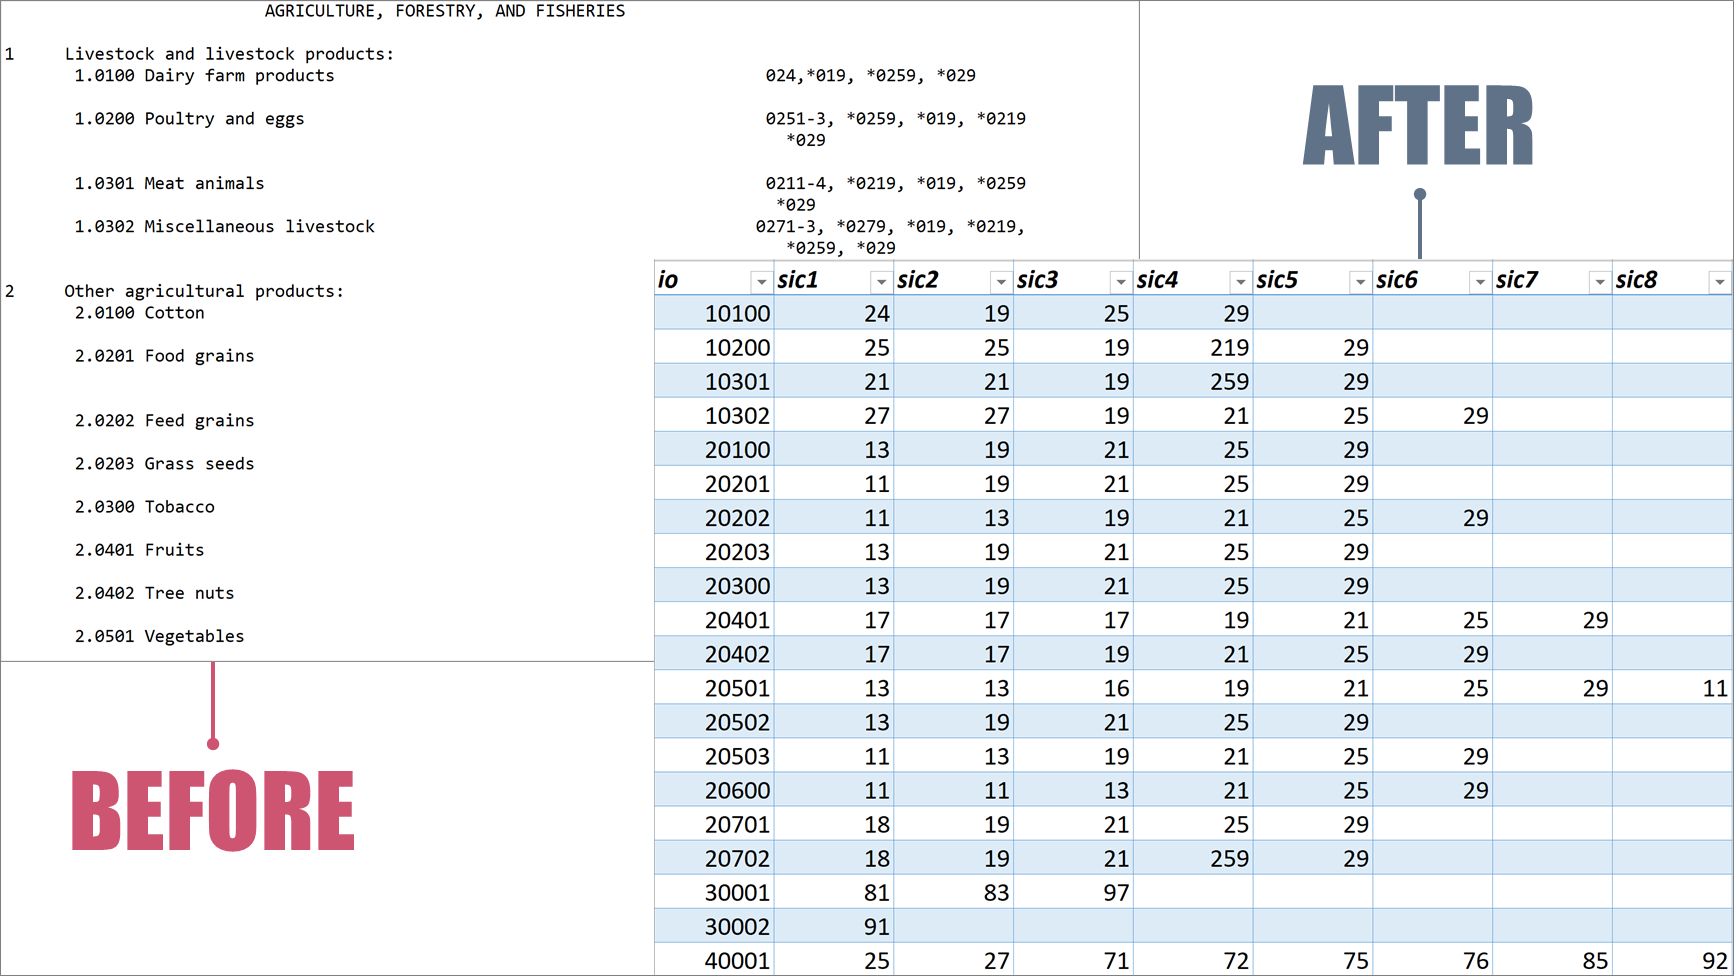 AGRICULTURE, FORESTRY, AND FISHERIES
1 Livestock and livestock products:
1.0100 Dairy farm products 024,*019, *0259, *029
1.0200 Poultry and eggs 0251-3, *0259, *019, *0219
*029
1.0301 Meat animals 0211-4, *0219, *019, *0259
*029
1.0302 Miscellaneous livestock 0271-3, *0279, *019, *0219,
*0259, *029
2 Other agricultural products:
2.0100 Cotton
2.0201 Food grains
2.0202 Feed grains
2.0203 Grass seeds
2.0300 Tobacco
2.0401 Fruits
2.0402 Tree nuts
2.0501 Vegetables
BEFORE
AFTER
io sic1 sic2 sic3 sic4 sic5 sic6 sic7 sic8
10100 24 19 25 29
10200 25 25 19 219 29
10301 21 21 19 259 29
10302 27 27 19 21 25 29
20100 13 19 21 25 29
20201 11 19 21 25 29
20202 11 13 19 21 25 29
20203 13 19 21 25 29
20300 13 19 21 25 29
20401 17 17 17 19 21 25 29
20402 17 17 19 21 25 29
20501 13 13 16 19 21 25 29 11
20502 13 19 21 25 29
20503 11 13 19 21 25 29
20600 11 11 13 21 25 29
20701 18 19 21 25 29
20702 18 19 21 259 29
30001 81 83 97
30002 91
40001 25 27 71 72 75 76 85 92